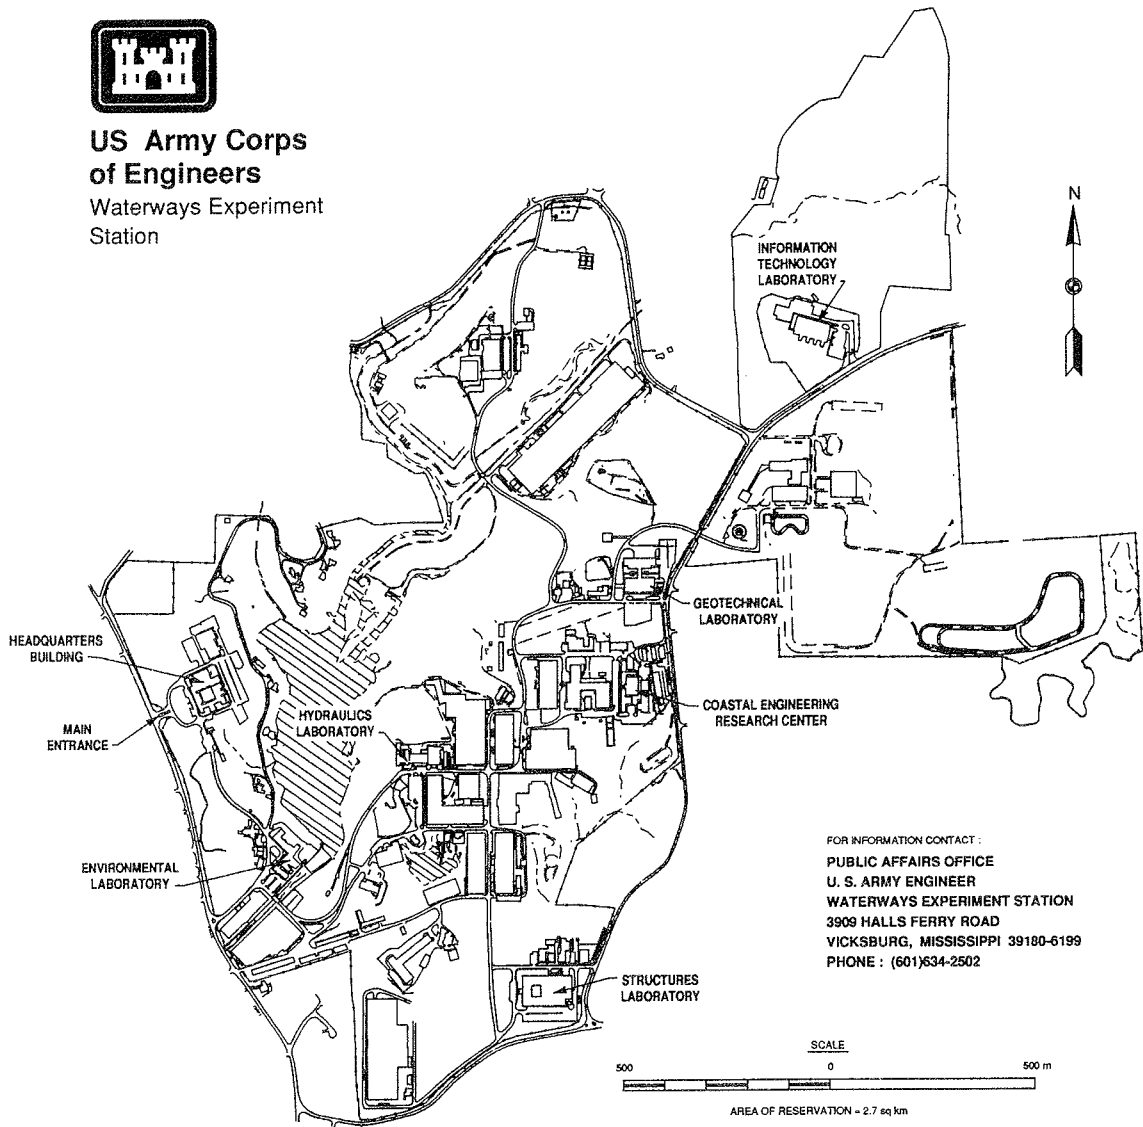 US Army Corps
of Engineers
Waterways Experiment
Station
N
INFORMATION
TECHNOLOGY
LABORATORY
GEOTECHNICAL
LABORATORY
HEADQUARTERS
BUILDING
MAIN
ENTRANCE
HYDRAULICS
LABORATORY
COASTAL ENGINEERING
RESEARCH CENTER
ENVIRONMENTAL
LABORATORY
STRUCTURES
LABORATORY
FOR INFORMATION CONTACT :
PUBLIC AFFAIRS OFFICE
U. S. ARMY ENGINEER
WATERWAYS EXPERIMENT STATION
3909 HALLS FERRY ROAD
VICKSBURG, MISSISSIPPI 39180-6199
PHONE : (601)634-2502
SCALE
500 0 500 m
AREA OF RESERVATION = 2.7 sq km